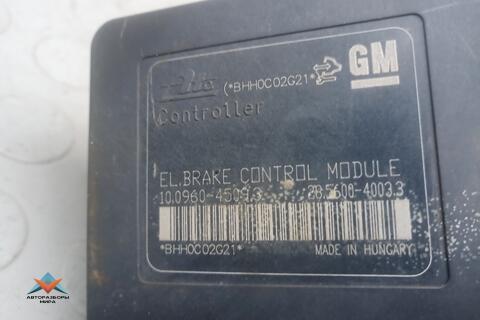 Ate (*BHH0C02G21* GM
Controller
EL.BRAKE CONTROL MODULE
10.0960-4509.3 28.5600-4003.3
*BHH0C02G21* MADE IN HUNGARY
АВТОРАЗБОРЫ
МИРА